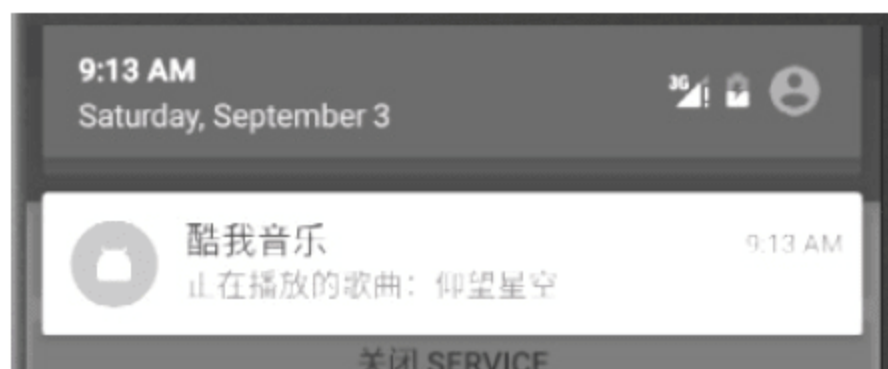 9:13 AM
Saturday, September 3
3G
酷我音乐
9:13 AM
正在播放的歌曲：仰望星空
关闭 SERVICE